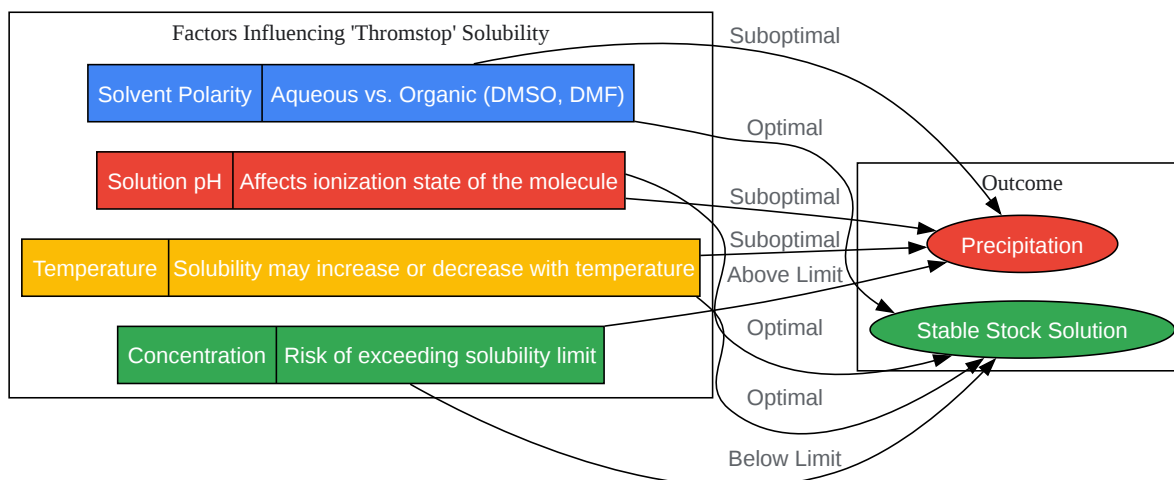 Factors Influencing 'Thromstop' Solubility
Solvent Polarity
Aqueous vs. Organic (DMSO, DMF)
Solution pH
Affects ionization state of the molecule
Temperature
Solubility may increase or decrease with temperature
Concentration
Risk of exceeding solubility limit
Suboptimal
Optimal
Suboptimal
Suboptimal
Above Limit
Optimal
Optimal
Below Limit
Outcome
Precipitation
Stable Stock Solution